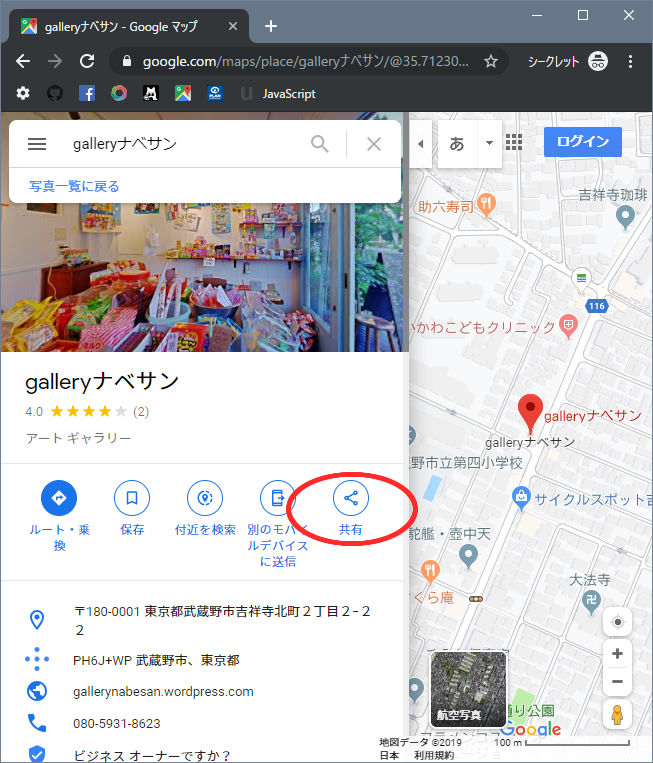 galleryナベサン - Google マップ
google.com/maps/place/galleryナベサン/@35.71230...
シークレット
JavaScript
galleryナベサン
写真一覧に戻る
galleryナベサン
4.0
(2)
アート ギャラリー
ルート・乗
換
保存
付近を検索
別のモバイ
ルデバイス
に送信
共有
〒180-0001 東京都武蔵野市吉祥寺北町２丁目２−２
２
PH6J+WP 武蔵野市、東京都
gallerynabesan.wordpress.com
080-5931-8623
ビジネス オーナーですか？
あ
ログイン
吉祥寺珈琲
助六寿司
116
かわこどもクリニック
galleryナベサン
galleryナベサン
野市立第四小学校
サイクルスポット吉
舵艦・壺中天
大法寺
さくら庵
航空写真
通り公園
Google
地図データ ©2019
100 m
日本
利用規約